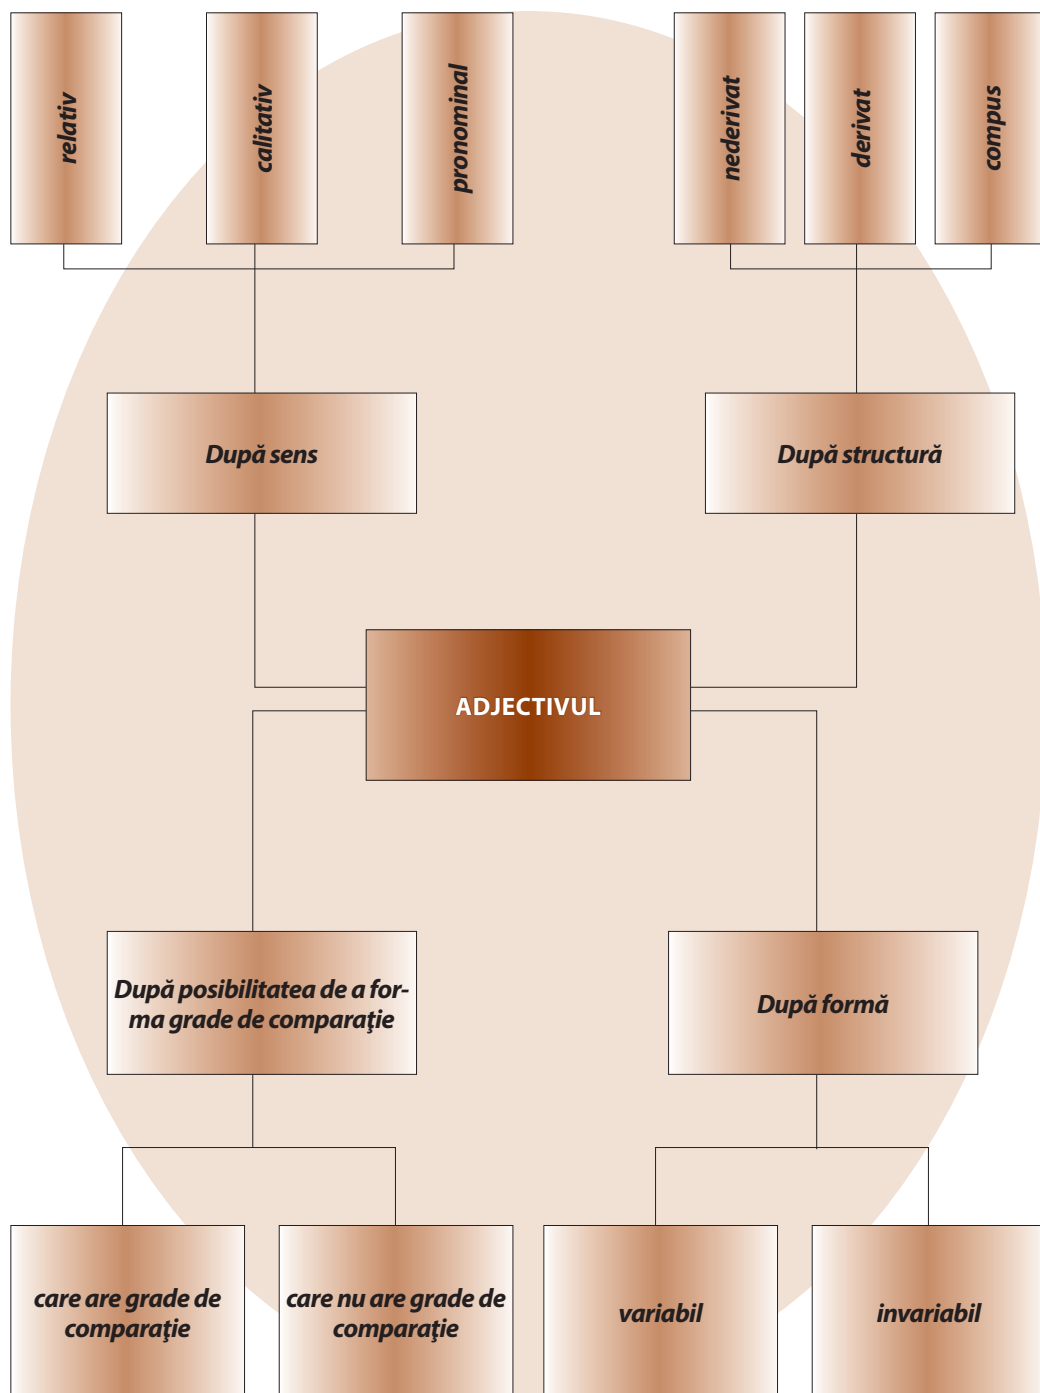 relativ
calitativ
pronominal
nederivat
derivat
compus
După sens
După structură
ADJECTIVUL
După posibilitatea de a for-
ma grade de comparaţie
După formă
care are grade de
comparaţie
care nu are grade de
comparaţie
variabil
invariabil